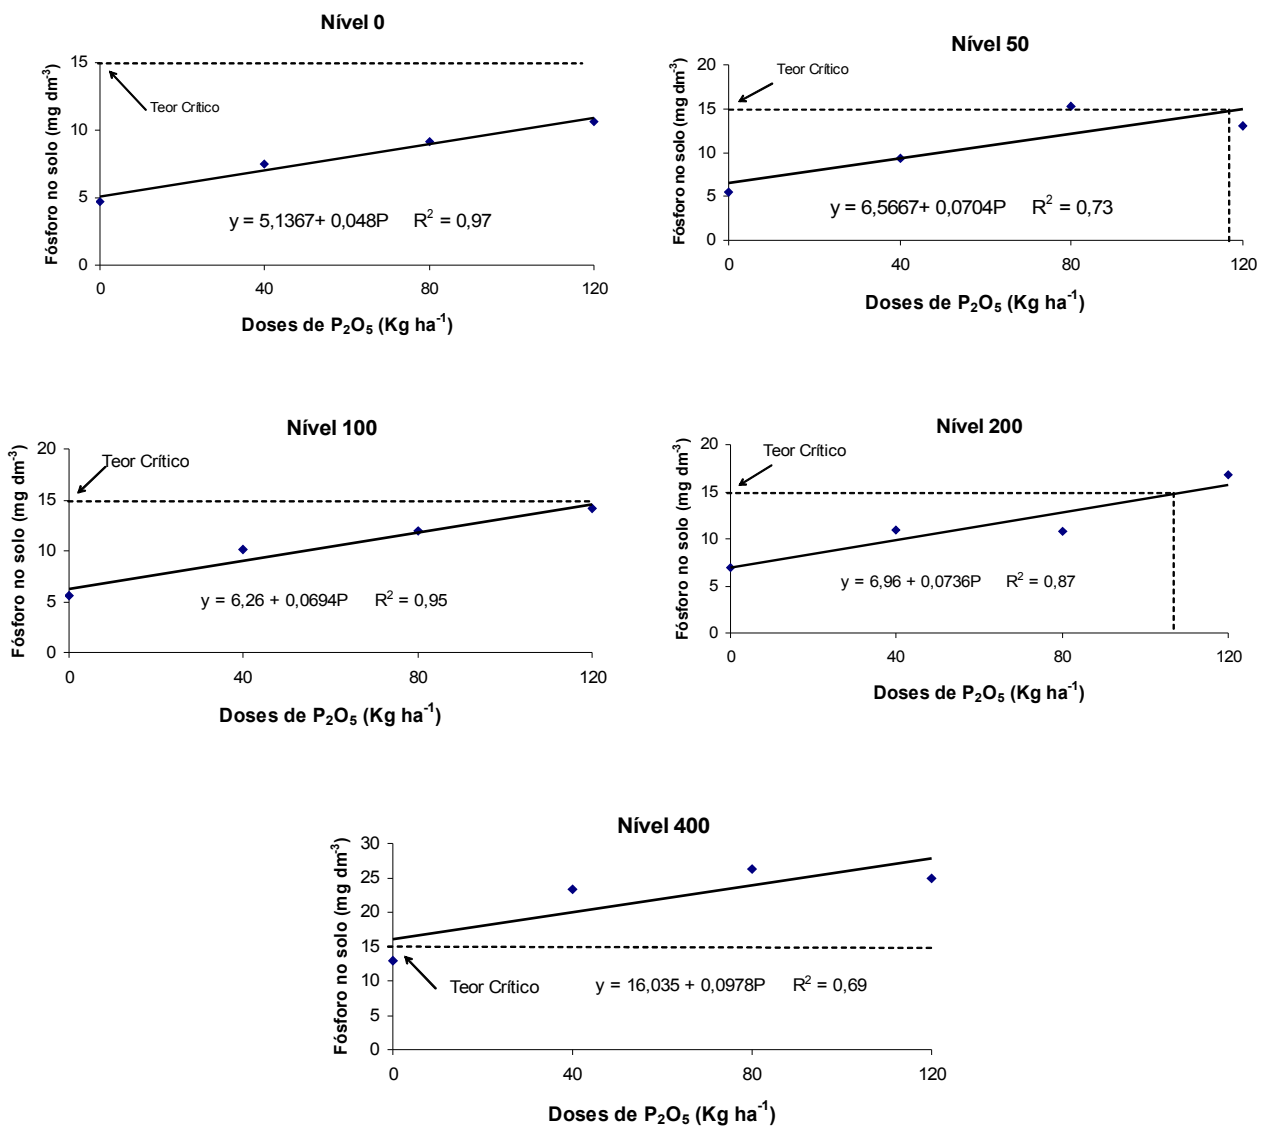 Nível 0
Fósforo no solo (mg dm⁻³)
15
10
5
0
Teor Crítico
y = 5,1367+ 0,048P R² = 0,97
0 40 80 120
Doses de P₂O₅ (Kg ha⁻¹)
Nível 50
Fósforo no solo (mg dm⁻³)
20
15
10
5
0
Teor Crítico
y = 6,5667+ 0,0704P R² = 0,73
0 40 80 120
Doses de P₂O₅ (Kg ha⁻¹)
Nível 100
Fósforo no solo (mg dm⁻³)
20
15
10
5
0
Teor Crítico
y = 6,26 + 0,0694P R² = 0,95
0 40 80 120
Doses de P₂O₅ (Kg ha⁻¹)
Nível 200
Fósforo no solo (mg dm⁻³)
20
15
10
5
0
Teor Crítico
y = 6,96 + 0,0736P R² = 0,87
0 40 80 120
Doses de P₂O₅ (Kg ha⁻¹)
Nível 400
Fósforo no solo (mg dm⁻³)
30
25
20
15
10
5
0
Teor Crítico
y = 16,035 + 0,0978P R² = 0,69
0 40 80 120
Doses de P₂O₅ (Kg ha⁻¹)